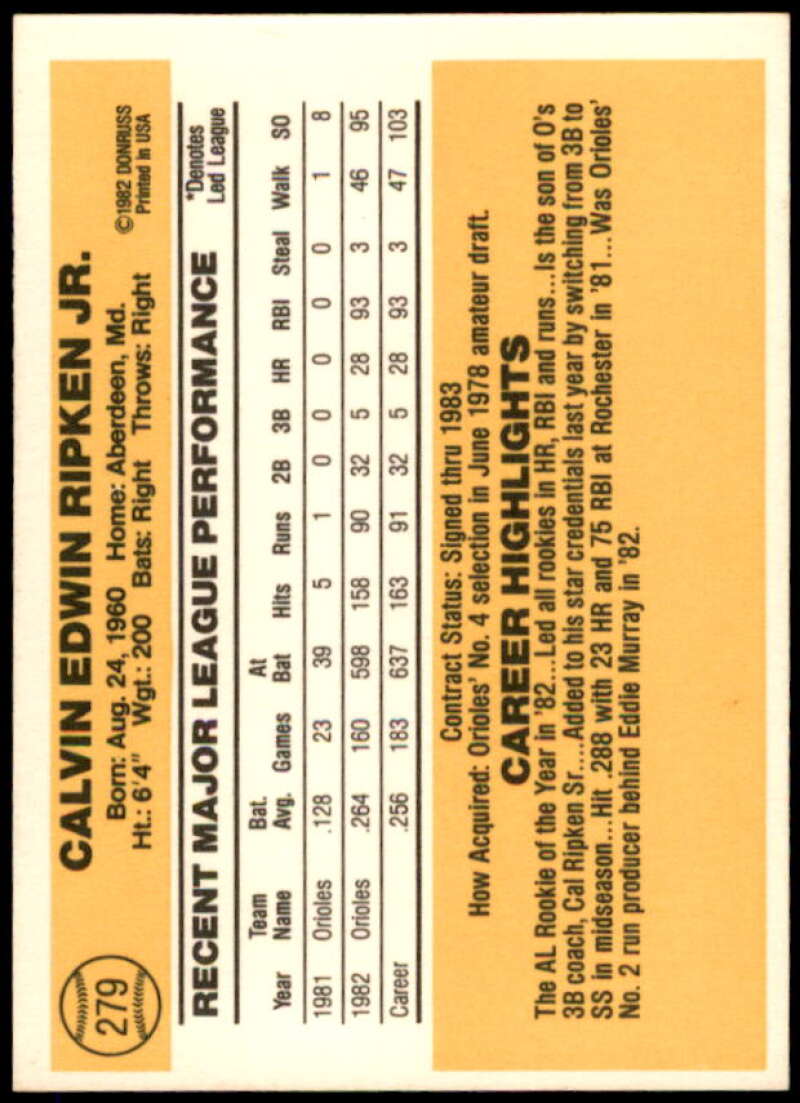 279
CALVIN EDWIN RIPKEN JR.
Born: Aug. 24, 1960 Home: Aberdeen, Md.
Ht.: 6'4" Wgt.: 200 Bats: Right Throws: Right
©1982 DONRUSS
Printed in USA
RECENT MAJOR LEAGUE PERFORMANCE
*Denotes
Led League
Year Team Name Bat. Avg. Games At Bat Hits Runs 2B 3B HR RBI Steal Walk SO
1981 Orioles .128 23 39 5 1 0 0 0 0 0 1 8
1982 Orioles .264 160 598 158 90 32 5 28 93 3 46 95
Career .256 183 637 163 91 32 5 28 93 3 47 103
Contract Status: Signed thru 1983
How Acquired: Orioles' No. 4 selection in June 1978 amateur draft.
CAREER HIGHLIGHTS
The AL Rookie of the Year in '82...Led all rookies in HR, RBI and runs...Is the son of O's
3B coach, Cal Ripken Sr....Added to his star credentials last year by switching from 3B to
SS in midseason...Hit .288 with 23 HR and 75 RBI at Rochester in '81...Was Orioles'
No. 2 run producer behind Eddie Murray in '82.